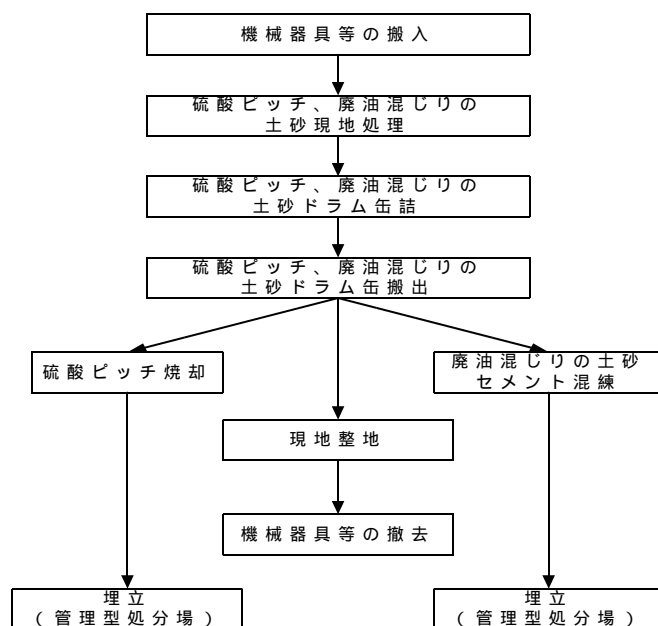 機械器具等の搬入
硫酸ピッチ、廃油混じりの
土砂現地処理
硫酸ピッチ、廃油混じりの
土砂ドラム缶詰
硫酸ピッチ、廃油混じりの
土砂ドラム缶搬出
硫酸ピッチ焼却
廃油混じりの土砂
セメント混練
現地整地
機械器具等の撤去
埋立
(管理型処分場)
埋立
(管理型処分場)